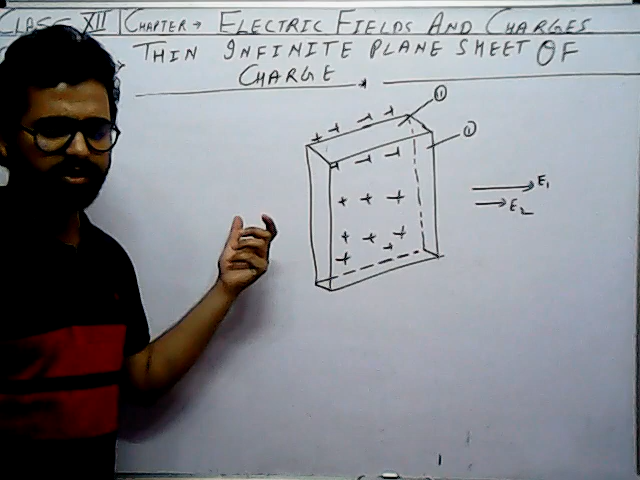 CLASS XII CHAPTER → ELECTRIC FIELDS AND CHARGES
→ THIN INFINITE PLANE SHEET OF
CHARGE
+ + + +
+ + +
+ + +
+ + +
+ +
E₁
E₂